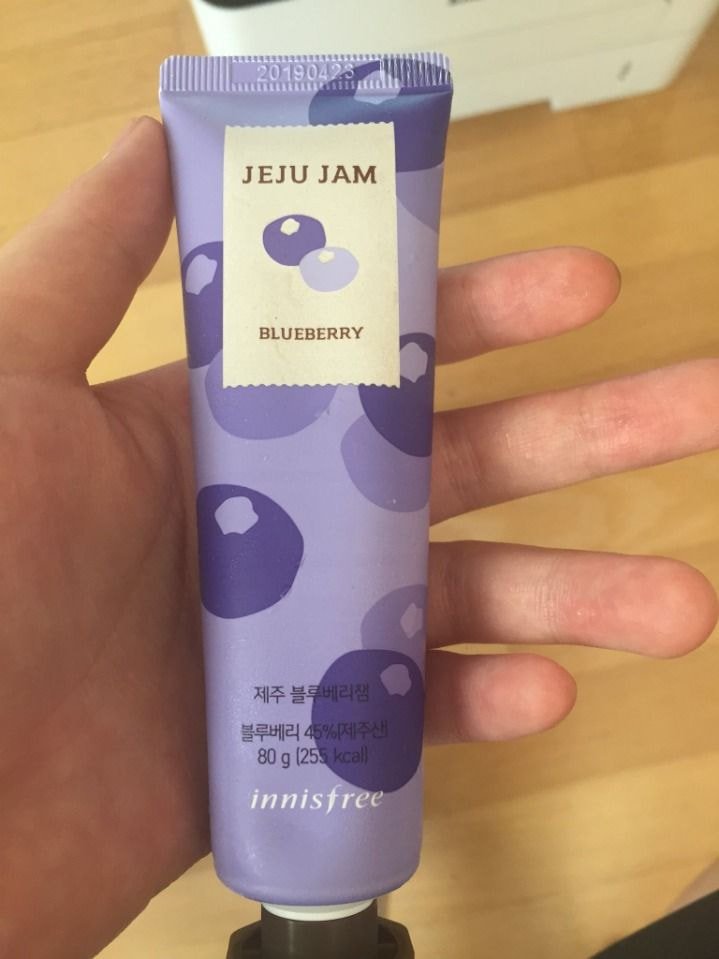 20190423
JEJU JAM
BLUEBERRY
제주 블루베리잼
블루베리 45%[제주산]
80 g [255 kcal]
innisfree